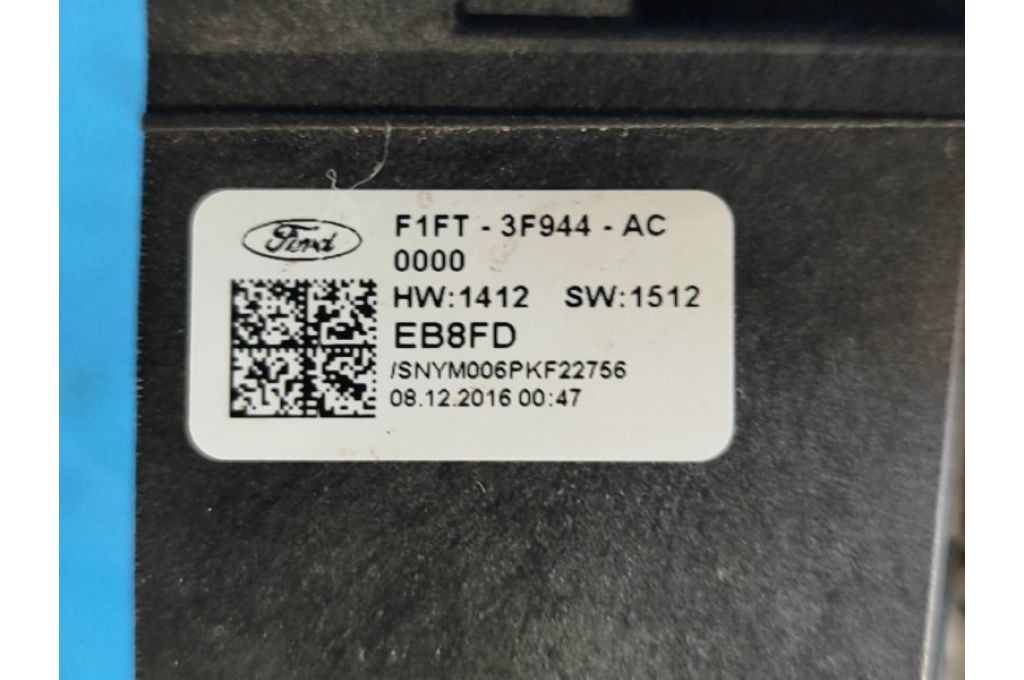 Ford
F1FT - 3F944 - AC
0000
HW:1412 SW:1512
EB8FD
/SNYM006PKF22756
08.12.2016 00:47